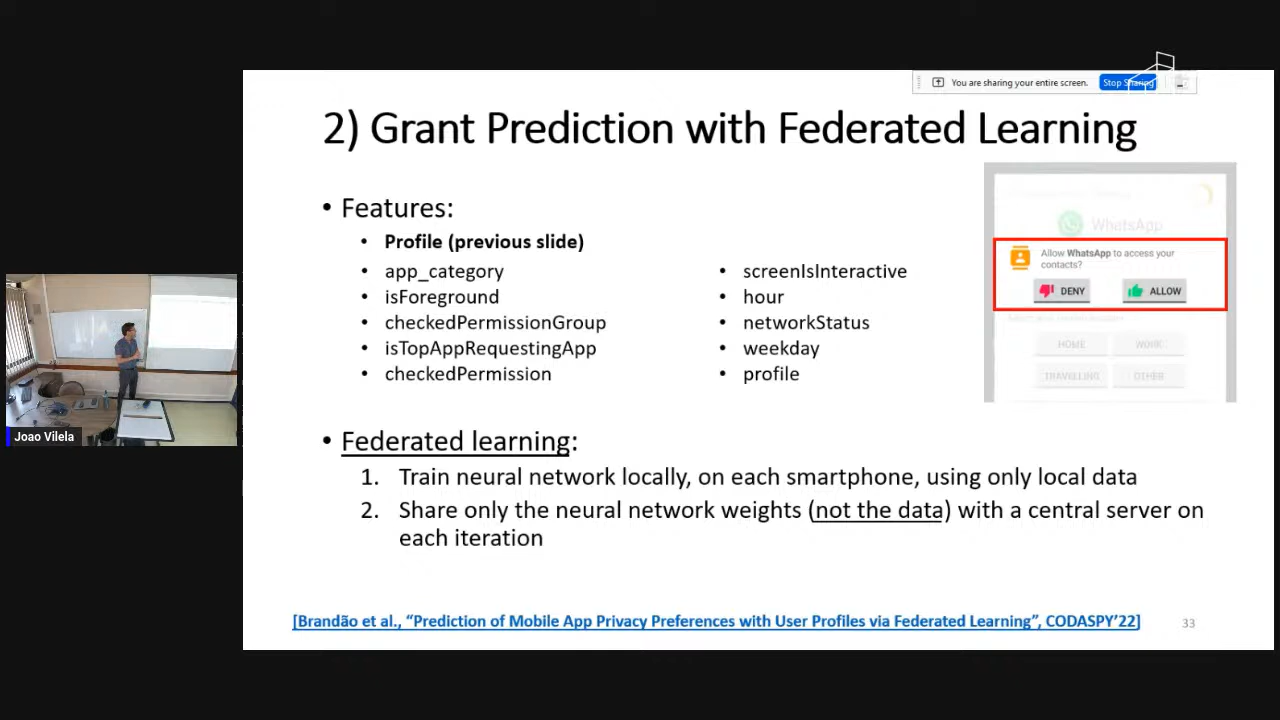 You are sharing your entire screen.
Stop Sharing
2) Grant Prediction with Federated Learning
• Features:
• Profile (previous slide)
• app_category
• isForeground
• checkedPermissionGroup
• isTopAppRequestingApp
• checkedPermission
• screenIsInteractive
• hour
• networkStatus
• weekday
• profile
WhatsApp
Allow WhatsApp to access your
contacts?
DENY
ALLOW
HOME
WORK
TRAVELLING
OTHER
Joao Vilela
• Federated learning:
1. Train neural network locally, on each smartphone, using only local data
2. Share only the neural network weights (not the data) with a central server on
each iteration
[Brandão et al., “Prediction of Mobile App Privacy Preferences with User Profiles via Federated Learning”, CODASPY’22]
33